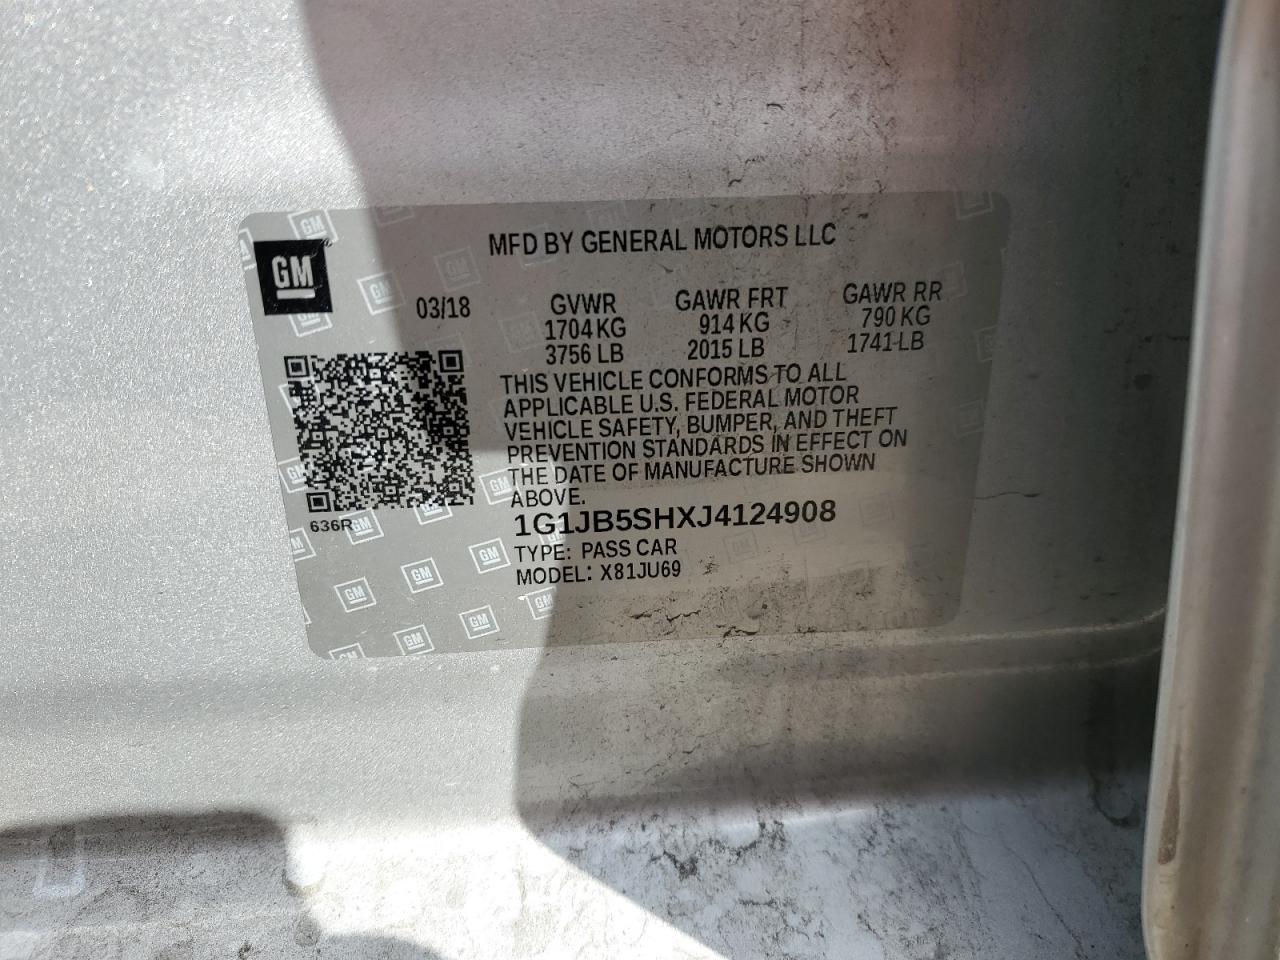 MFD BY GENERAL MOTORS LLC
GM
03/18 GVWR GAWR FRT GAWR RR
1704 KG 914 KG 790 KG
3756 LB 2015 LB 1741 LB
THIS VEHICLE CONFORMS TO ALL
APPLICABLE U.S. FEDERAL MOTOR
VEHICLE SAFETY, BUMPER, AND THEFT
PREVENTION STANDARDS IN EFFECT ON
THE DATE OF MANUFACTURE SHOWN
ABOVE.
636R
1G1JB5SHXJ4124908
TYPE: PASS CAR
MODEL: X81JU69